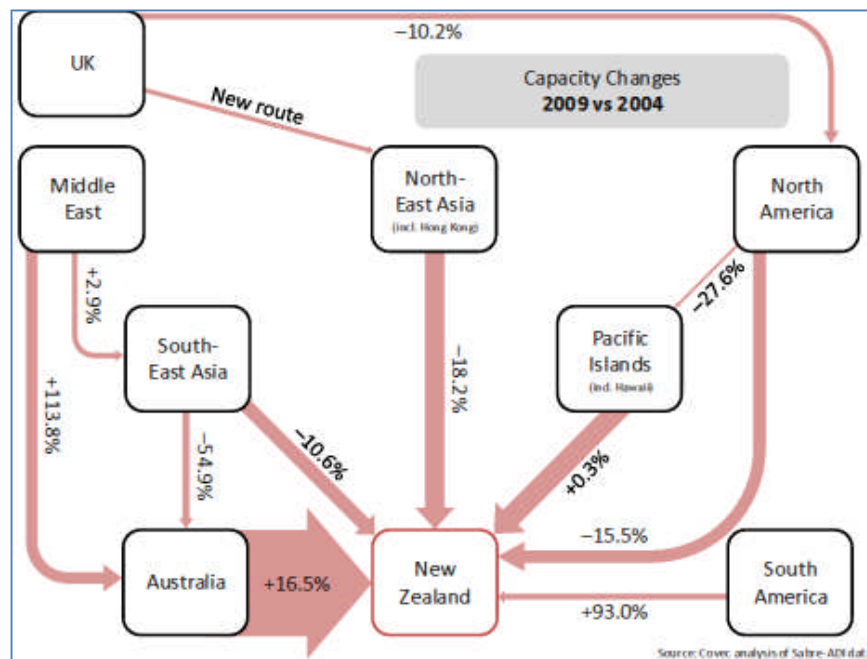 –10.2%
UK
Capacity Changes
2009 vs 2004
New route
Middle
East
North-
East Asia
(incl. Hong Kong)
North
America
+2.9%
–27.6%
South-
East Asia
Pacific
Islands
(incl. Hawaii)
–18.2%
+113.8%
–54.9%
–10.6%
+0.3%
–15.5%
Australia
+16.5%
New
Zealand
South
America
+93.0%
Source: Covec analysis of Sabre-ADI data